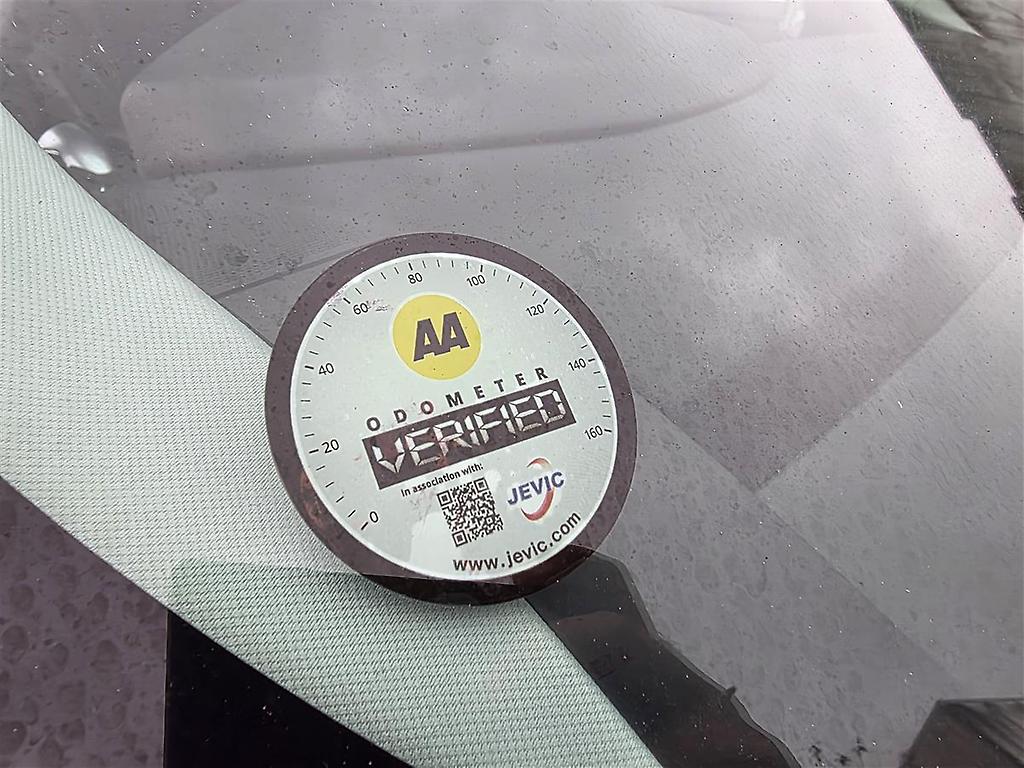 80 100
60 120
AA
40 140
ODOMETER
VERIFIED
20 160
In association with:
JEVIC
0
www.jevic.com